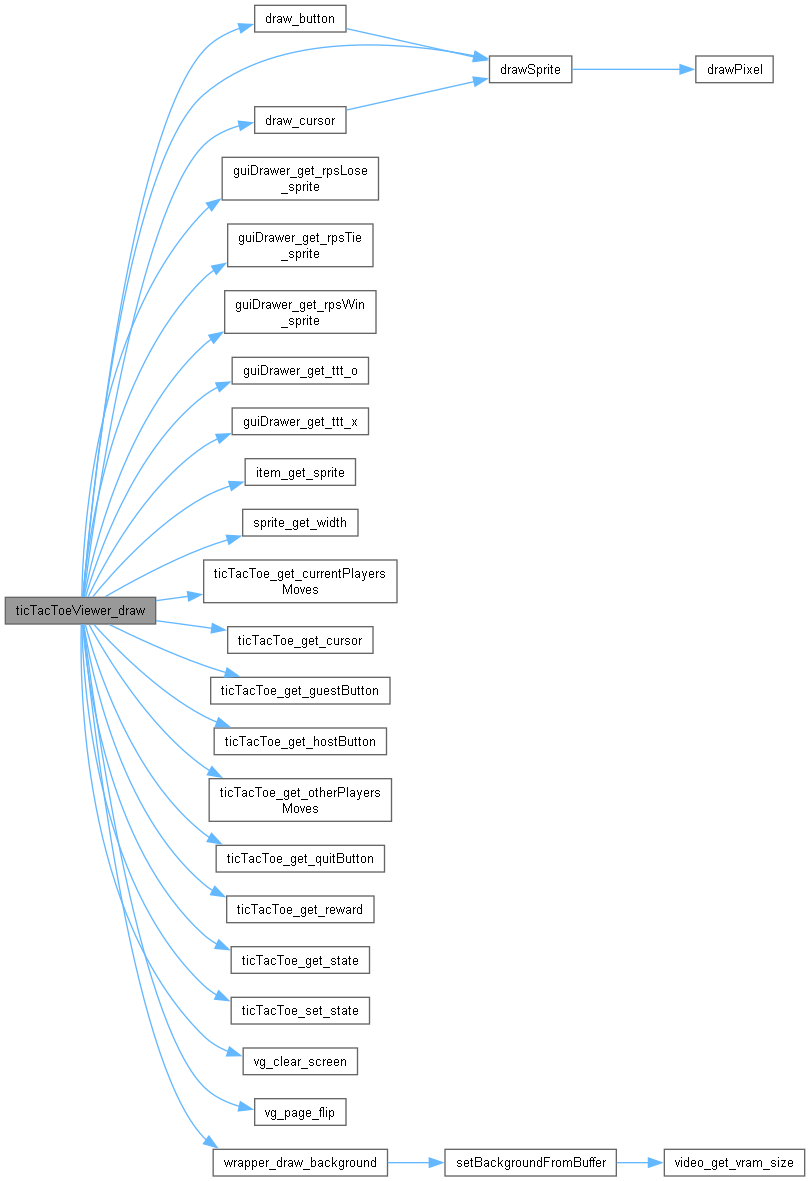 draw_button
drawSprite
drawPixel
draw_cursor
guiDrawer_get_rpsLose
_sprite
guiDrawer_get_rpsTie
_sprite
guiDrawer_get_rpsWin
_sprite
guiDrawer_get_ttt_o
guiDrawer_get_ttt_x
item_get_sprite
sprite_get_width
ticTacToe_get_currentPlayers
Moves
ticTacToeViewer_draw
ticTacToe_get_cursor
ticTacToe_get_guestButton
ticTacToe_get_hostButton
ticTacToe_get_otherPlayers
Moves
ticTacToe_get_quitButton
ticTacToe_get_reward
ticTacToe_get_state
ticTacToe_set_state
vg_clear_screen
vg_page_flip
wrapper_draw_background
setBackgroundFromBuffer
video_get_vram_size